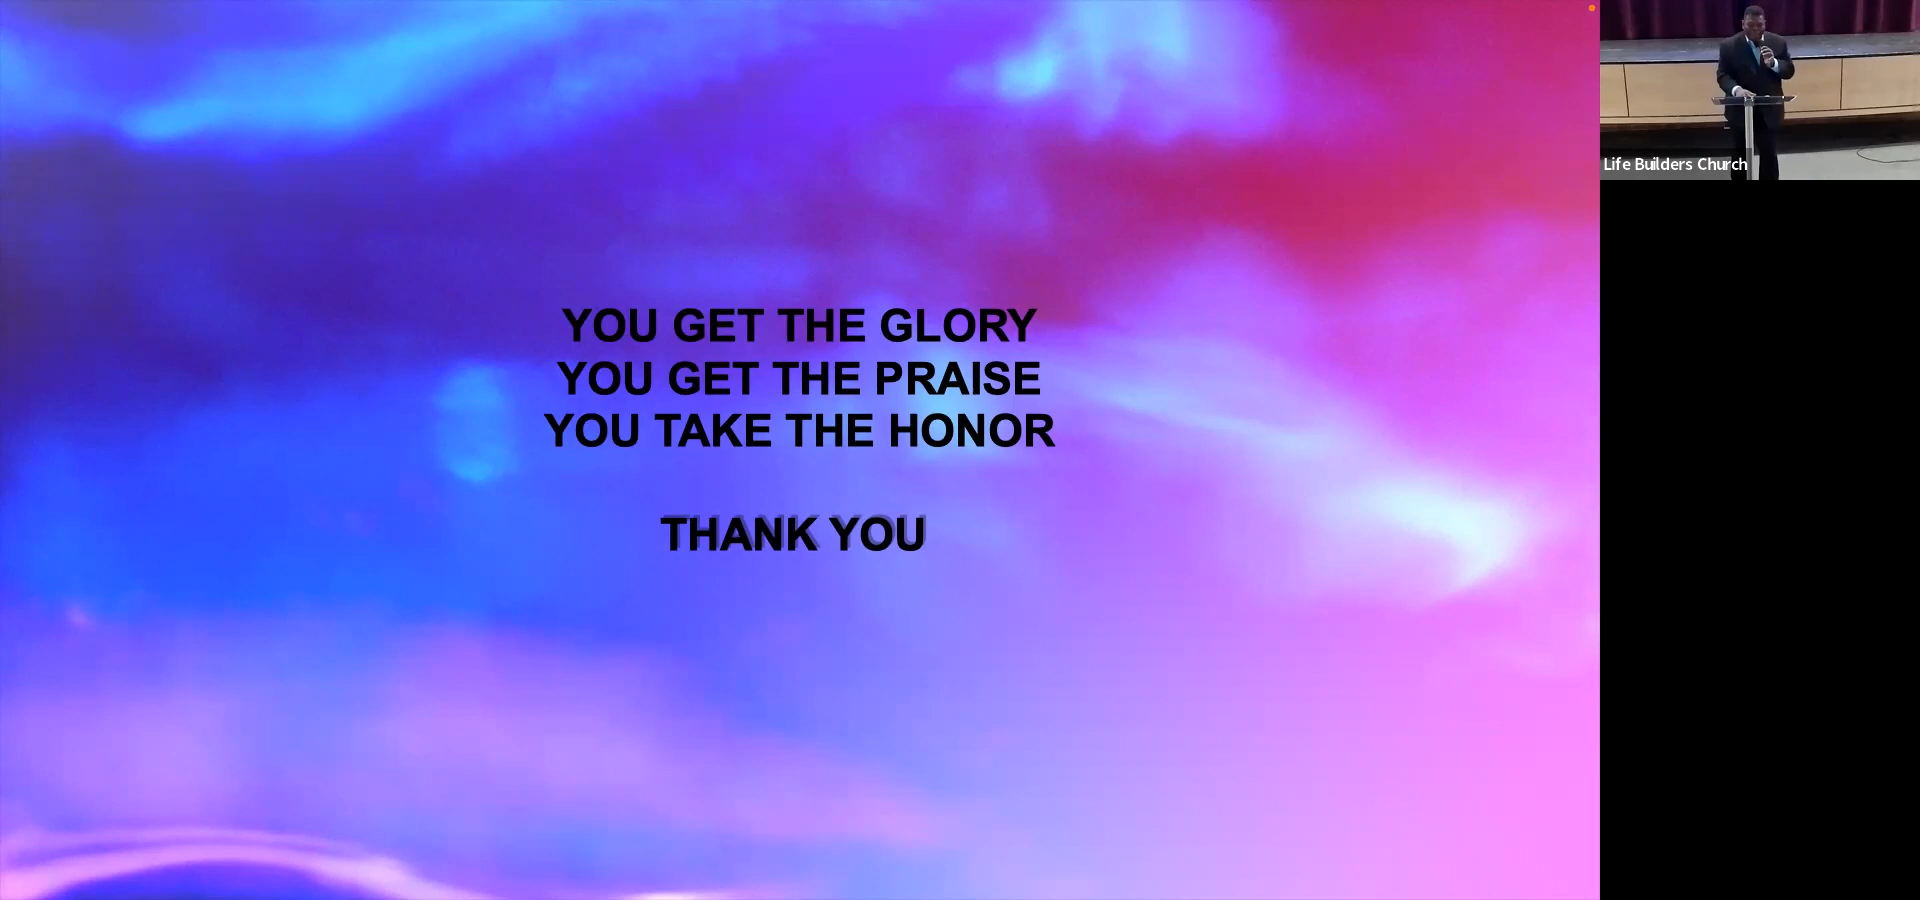 YOU GET THE GLORY
YOU GET THE PRAISE
YOU TAKE THE HONOR
THANK YOU
Life Builders Church